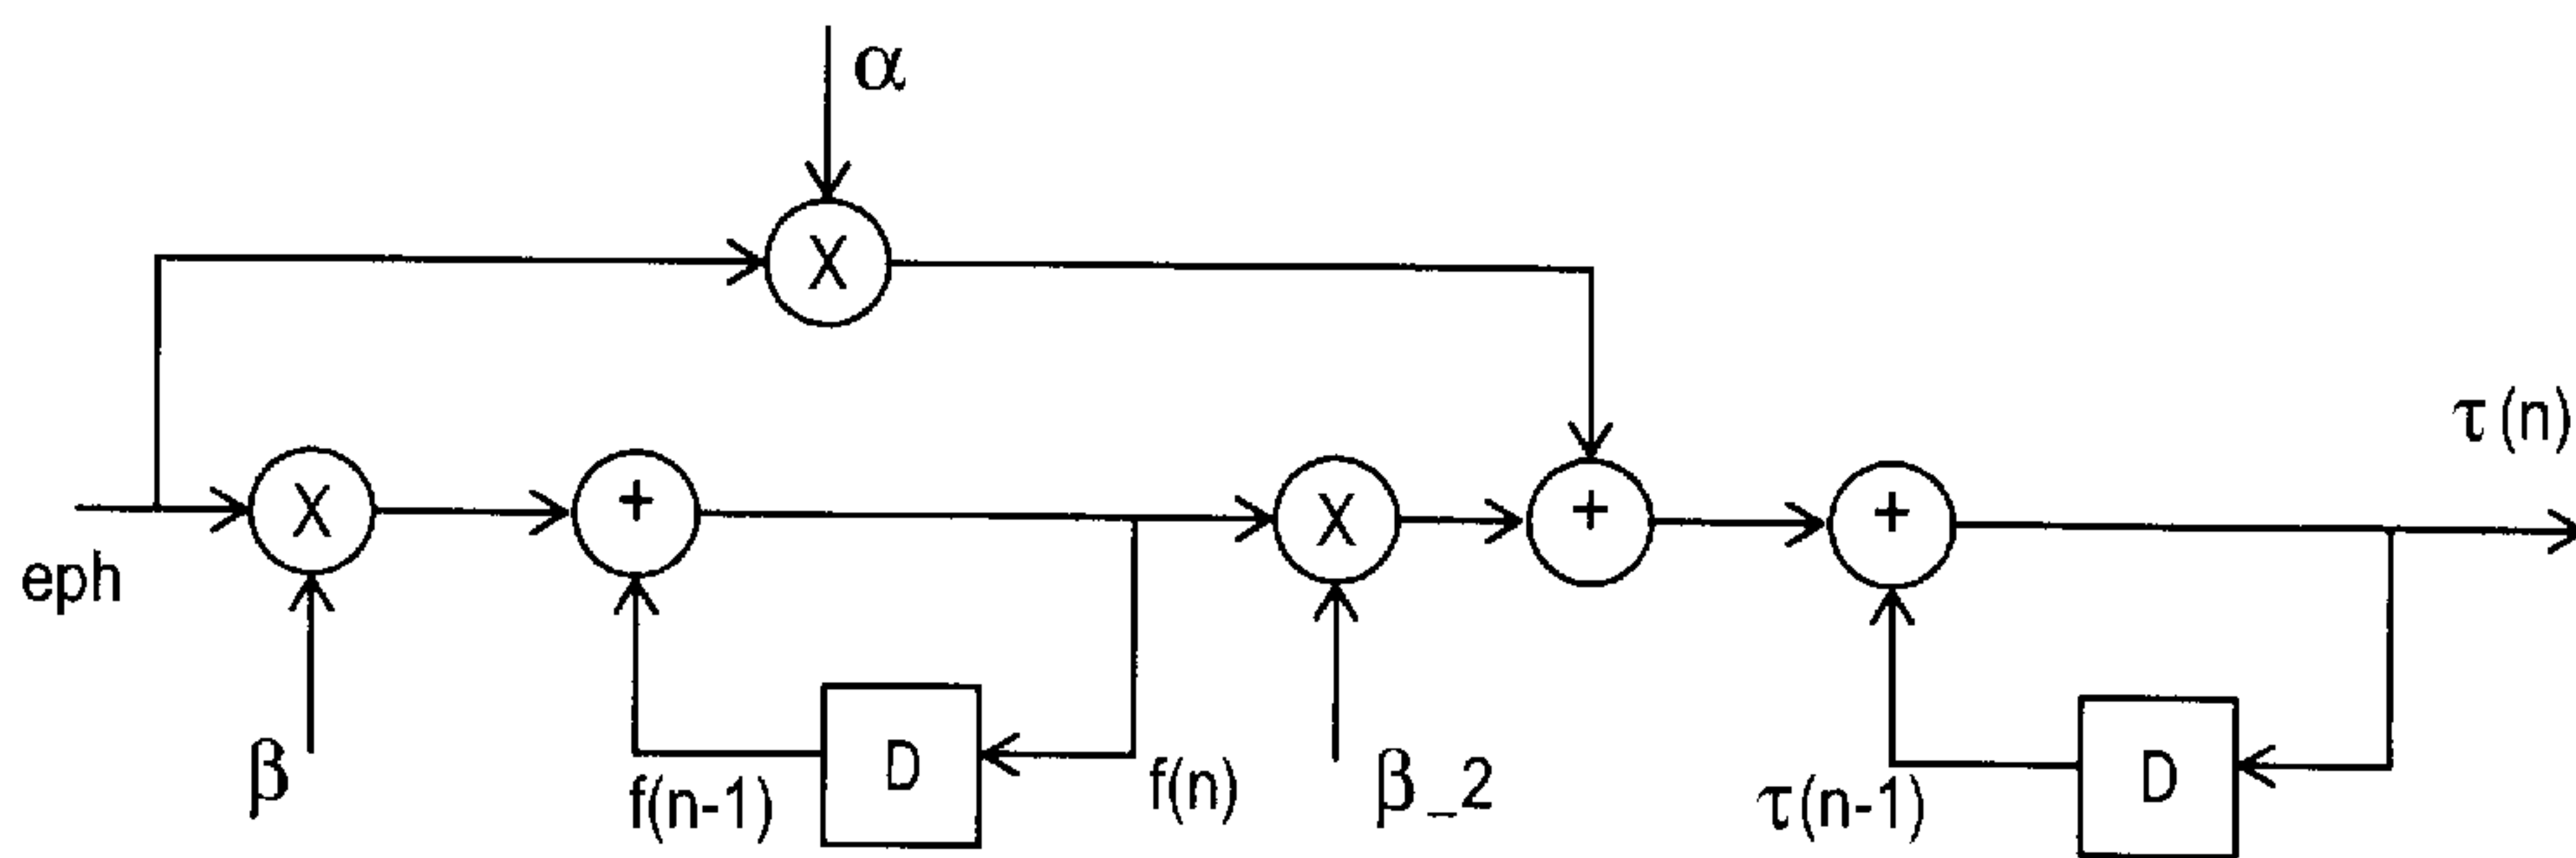 α
X
τ(n)
X
+
X
+
+
eph
β
f(n-1)
D
f(n)
β_2
τ(n-1)
D